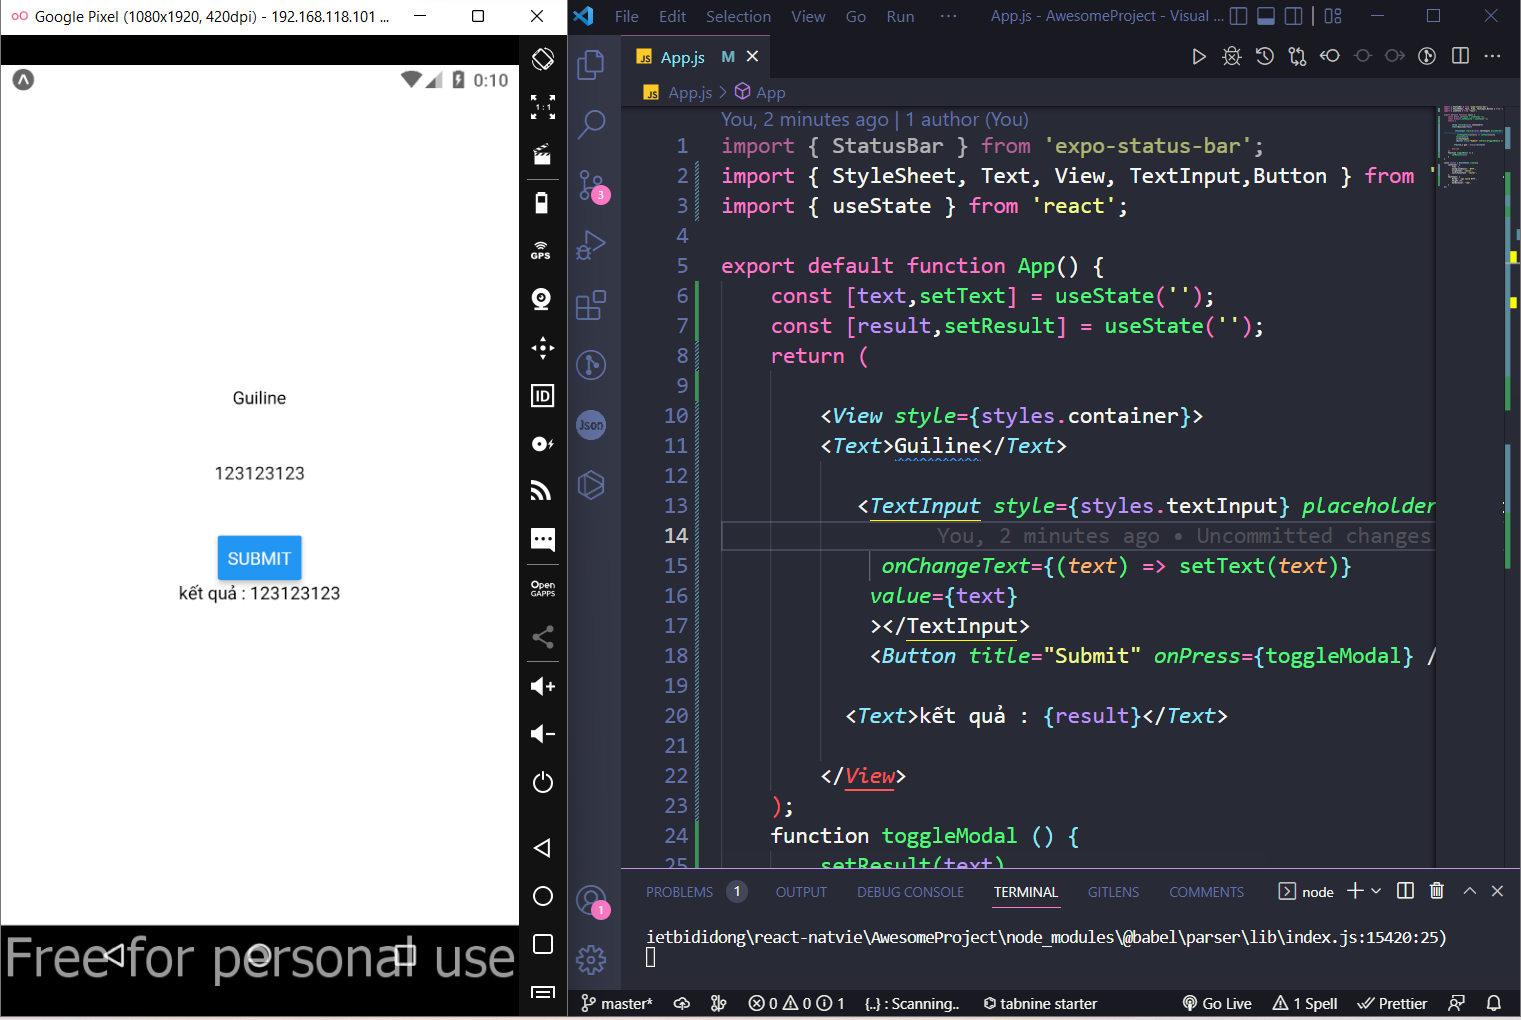 Google Pixel (1080x1920, 420dpi) - 192.168.118.101 ...
0:10
Guiline
123123123
SUBMIT
kết quả : 123123123
Free for personal use
1:1
GPS
ID
OPEN
GAPPS
File Edit Selection View Go Run ··· App.js - AwesomeProject - Visual ...
JS App.js M
JS App.js > App
3
Json
1
You, 2 minutes ago | 1 author (You)
1 import { StatusBar } from 'expo-status-bar';
2 import { StyleSheet, Text, View, TextInput,Button } from '
3 import { useState } from 'react';
4
5 export default function App() {
6 const [text,setText] = useState('');
7 const [result,setResult] = useState('');
8 return (
9
10 <View style={styles.container}>
11 <Text>Guiline</Text>
12
13 <TextInput style={styles.textInput} placeholder
14 You, 2 minutes ago • Uncommitted changes
15 onChangeText={(text) => setText(text)}
16 value={text}
17 ></TextInput>
18 <Button title="Submit" onPress={toggleModal} /
19
20 <Text>kết quả : {result}</Text>
21
22 </View>
23 );
24 function toggleModal () {
25 setResult(text)
PROBLEMS 1 OUTPUT DEBUG CONSOLE TERMINAL GITLENS COMMENTS node
ietbididong\react-natvie\AwesomeProject\node_modules\@babel\parser\lib\index.js:15420:25)
master* 0 0 1 {..} : Scanning.. tabnine starter Go Live 1 Spell Prettier